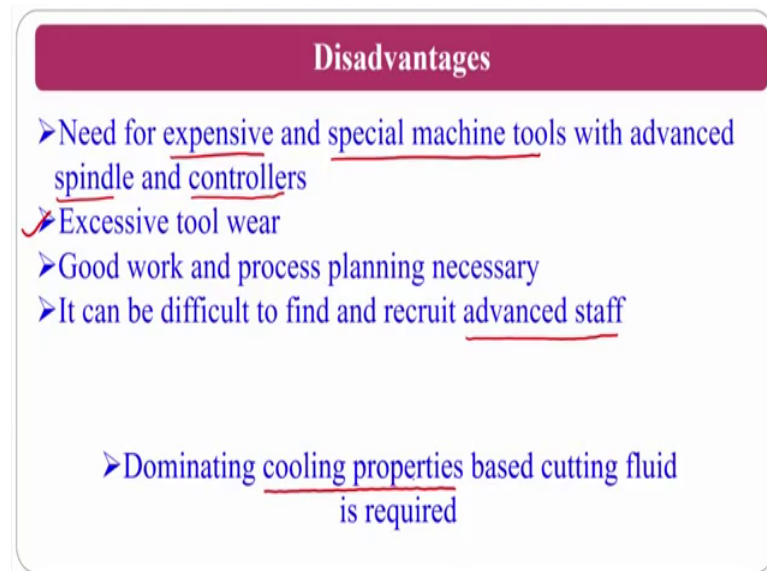 Disadvantages
➢Need for expensive and special machine tools with advanced
spindle and controllers
➢Excessive tool wear
➢Good work and process planning necessary
➢It can be difficult to find and recruit advanced staff
➢Dominating cooling properties based cutting fluid
is required